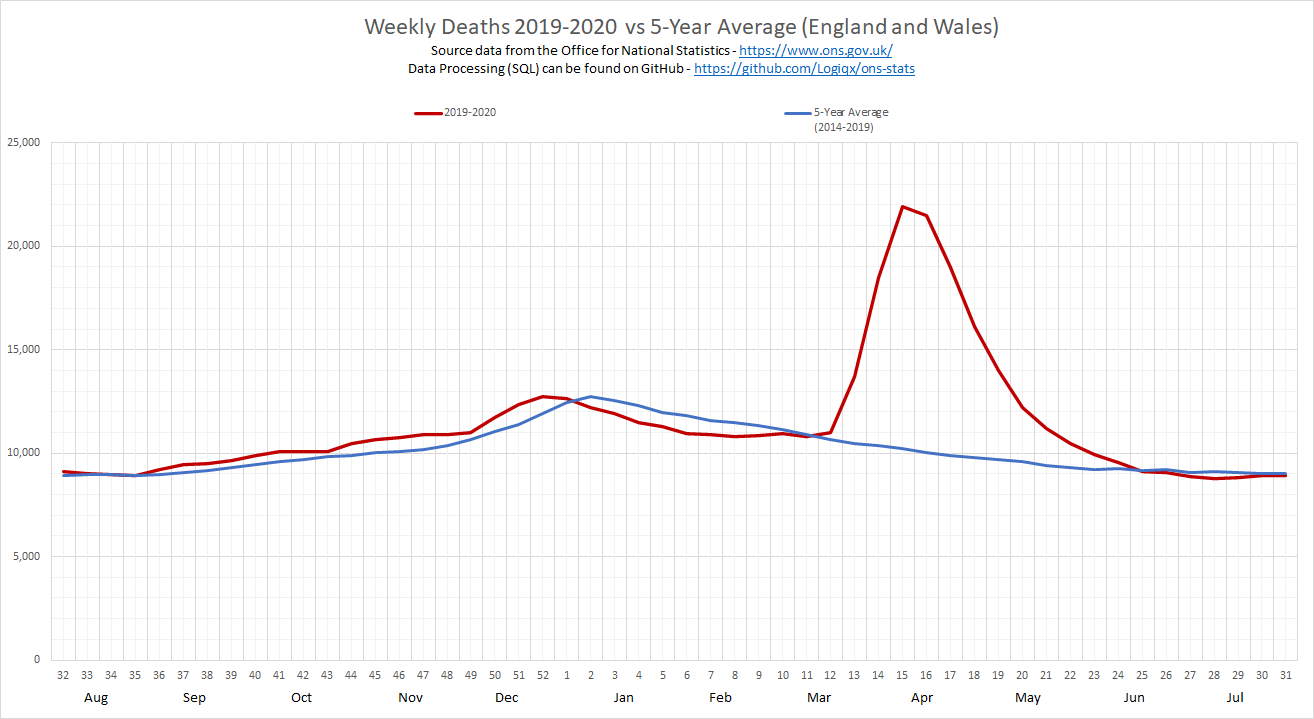 Weekly Deaths 2019-2020 vs 5-Year Average (England and Wales)
Source data from the Office for National Statistics - https://www.ons.gov.uk/
Data Processing (SQL) can be found on GitHub - https://github.com/Logiqx/ons-stats
2019-2020
5-Year Average
(2014-2019)
25,000
20,000
15,000
10,000
5,000
0
32 33 34 35 36 37 38 39 40 41 42 43 44 45 46 47 48 49 50 51 52 1 2 3 4 5 6 7 8 9 10 11 12 13 14 15 16 17 18 19 20 21 22 23 24 25 26 27 28 29 30 31
Aug Sep Oct Nov Dec Jan Feb Mar Apr May Jun Jul